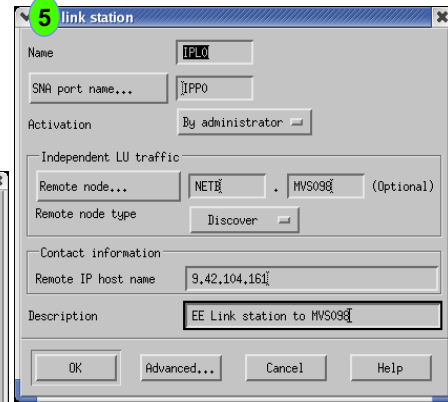 5 link station
Name IPL0
SNA port name... IPP0
Activation By administrator
Independent LU traffic
Remote node... NETB . MVS098 (Optional)
Remote node type Discover
Contact information
Remote IP host name 9.42.104.161
Description EE Link station to MVS098
OK Advanced... Cancel Help